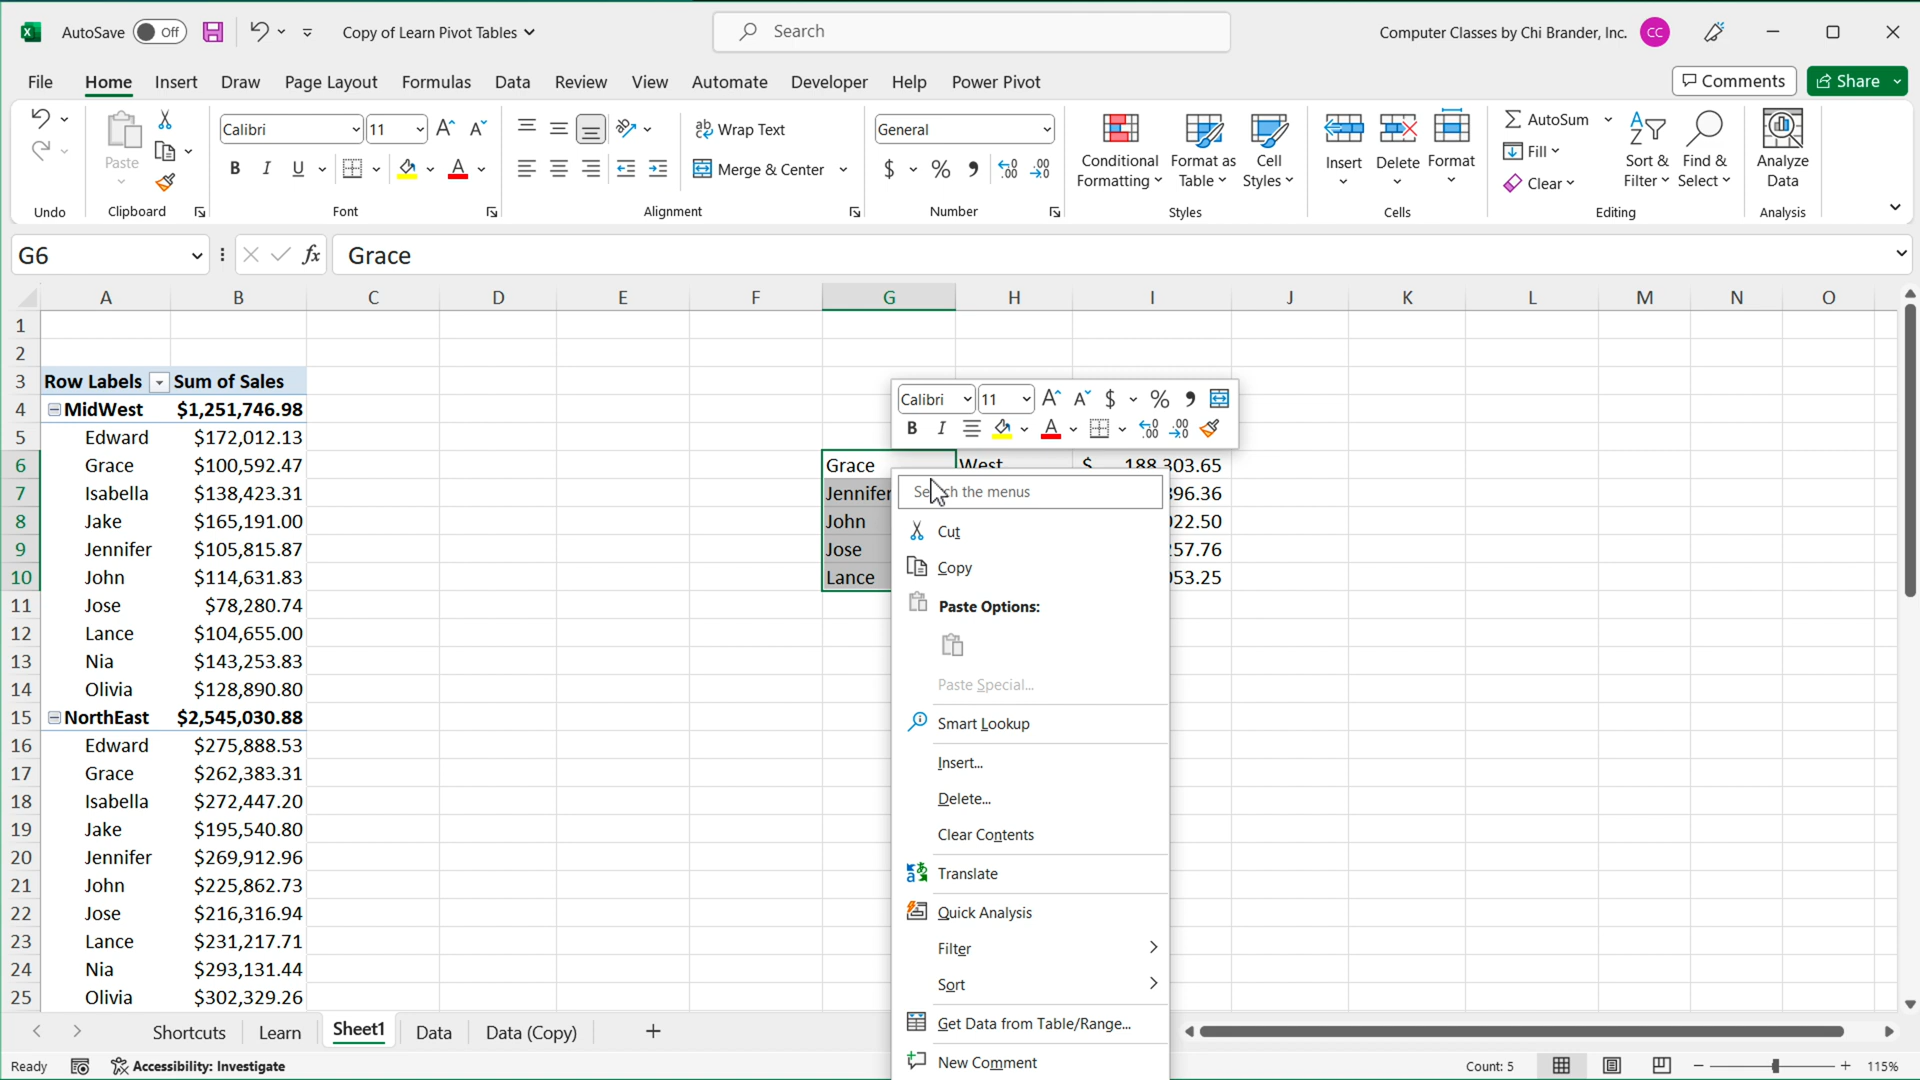 AutoSave Off Copy of Learn Pivot Tables Search Computer Classes by Chi Brander, Inc. CC
File Home Insert Draw Page Layout Formulas Data Review View Automate Developer Help Power Pivot Comments Share
Paste
Calibri 11
B I U
Wrap Text
Merge & Center
General
$ %
Conditional Formatting
Format as Table
Cell Styles
Insert Delete Format
AutoSum
Fill
Clear
Sort & Filter
Find & Select
Analyze Data
Undo Clipboard Font Alignment Number Styles Cells Editing Analysis
G6 fx Grace
A B C D E F G H I J K L M N O
1
2
3 Row Labels Sum of Sales
4 MidWest $1,251,746.98
5 Edward $172,012.13
6 Grace $100,592.47 Grace West $ 188,303.65
7 Isabella $138,423.31 Jennifer 396.36
8 Jake $165,191.00 John 022.50
9 Jennifer $105,815.87 Jose 257.76
10 John $114,631.83 Lance 053.25
11 Jose $78,280.74
12 Lance $104,655.00
13 Nia $143,253.83
14 Olivia $128,890.80
15 NorthEast $2,545,030.88
16 Edward $275,888.53
17 Grace $262,383.31
18 Isabella $272,447.20
19 Jake $195,540.80
20 Jennifer $269,912.96
21 John $225,862.73
22 Jose $216,316.94
23 Lance $231,217.71
24 Nia $293,131.44
25 Olivia $302,329.26
Calibri 11 $ %
B I
Search the menus
Cut
Copy
Paste Options:
Paste Special...
Smart Lookup
Insert...
Delete...
Clear Contents
Translate
Quick Analysis
Filter
Sort
Get Data from Table/Range...
New Comment
Shortcuts Learn Sheet1 Data Data (Copy)
Ready Accessibility: Investigate Count: 5 115%